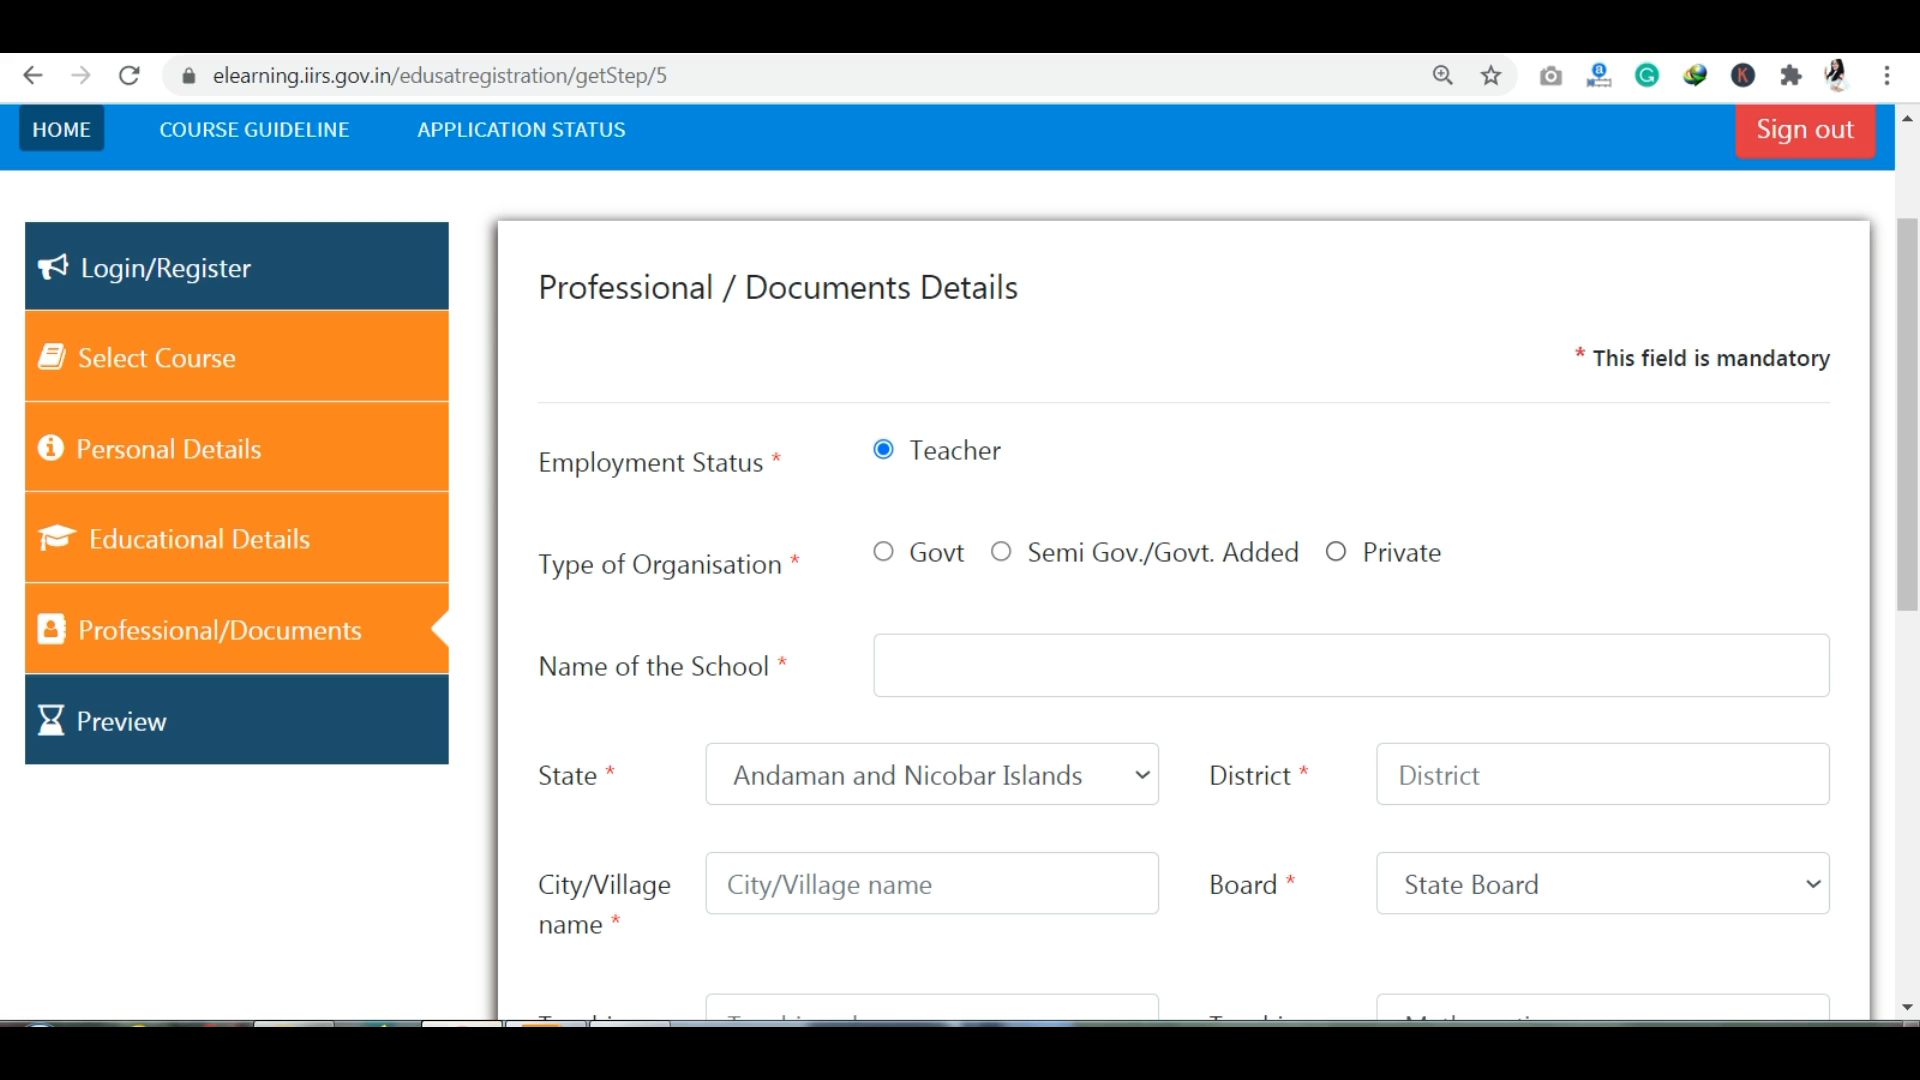 elearning.iirs.gov.in/edusatregistration/getStep/5
HOME COURSE GUIDELINE APPLICATION STATUS Sign out
Login/Register
Select Course
Personal Details
Educational Details
Professional/Documents
Preview
Professional / Documents Details
* This field is mandatory
Employment Status * Teacher
Type of Organisation * Govt Semi Gov./Govt. Added Private
Name of the School *
State * Andaman and Nicobar Islands District * District
City/Village name * City/Village name Board * State Board